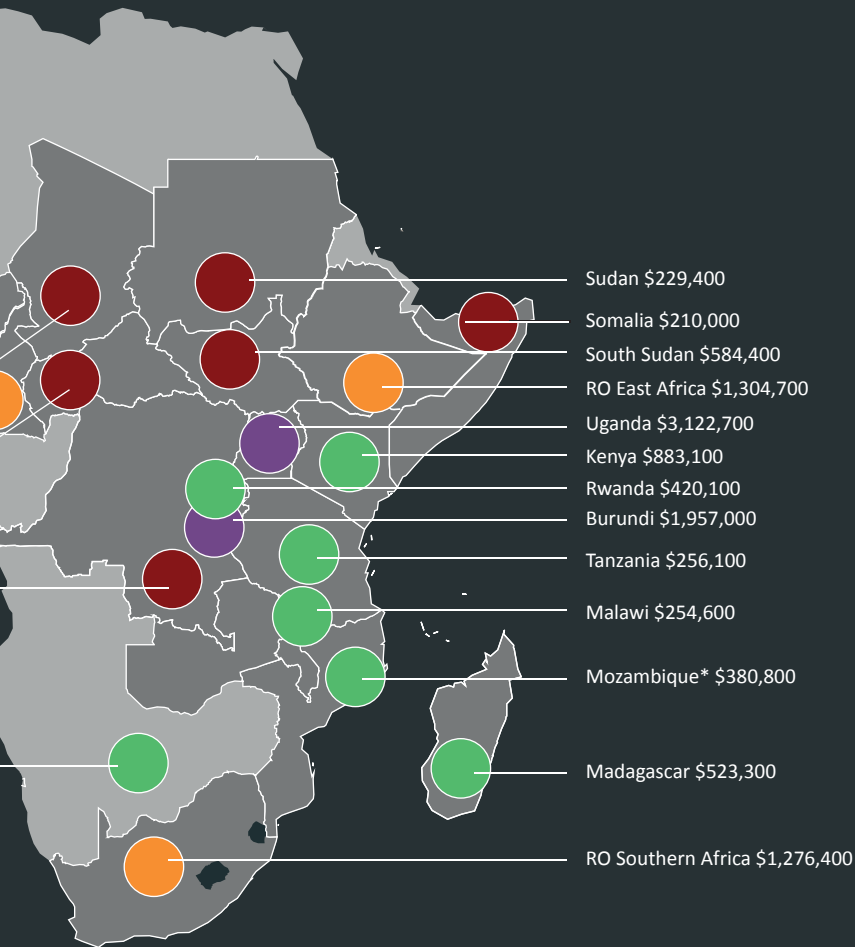 Sudan $229,400
Somalia $210,000
South Sudan $584,400
RO East Africa $1,304,700
Uganda $3,122,700
Kenya $883,100
Rwanda $420,100
Burundi $1,957,000
Tanzania $256,100
Malawi $254,600
Mozambique* $380,800
Madagascar $523,300
RO Southern Africa $1,276,400